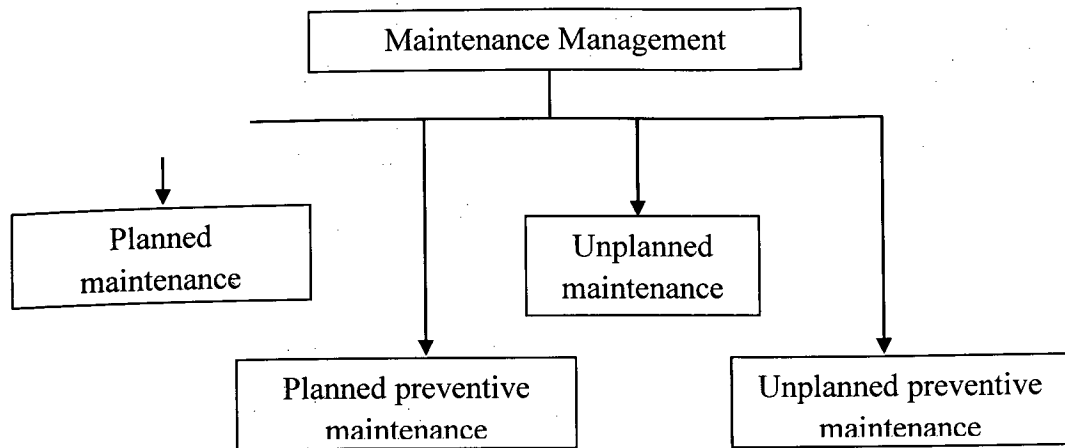 Maintenance Management
Planned
maintenance
Unplanned
maintenance
Planned preventive
maintenance
Unplanned preventive
maintenance